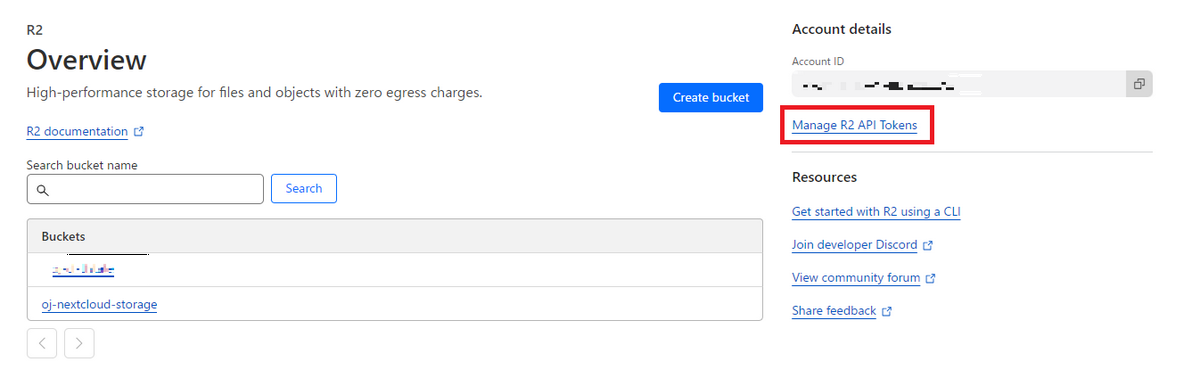 R2
Overview
High-performance storage for files and objects with zero egress charges.
Create bucket
R2 documentation
Search bucket name
Search
Buckets
oj-nextcloud-storage
Account details
Account ID
Manage R2 API Tokens
Resources
Get started with R2 using a CLI
Join developer Discord
View community forum
Share feedback